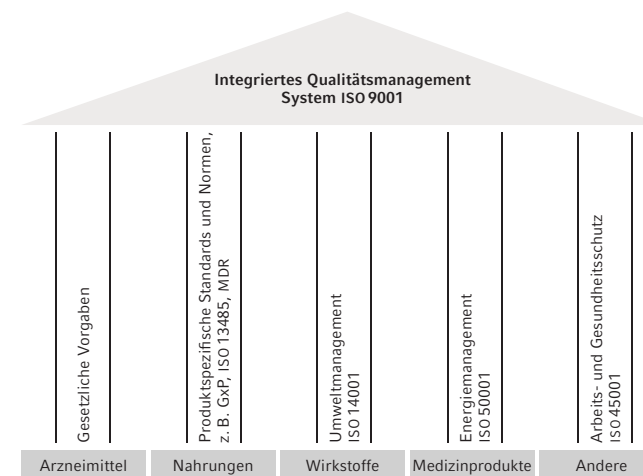 Integriertes Qualitätsmanagement
System ISO 9001
Gesetzliche Vorgaben
Produktspezifische Standards und Normen,
z. B. GxP, ISO 13485, MDR
Umweltmanagement
ISO 14001
Energiemanagement
ISO 50001
Arbeits- und Gesundheitsschutz
ISO 45001
Arzneimittel
Nahrungen
Wirkstoffe
Medizinprodukte
Andere